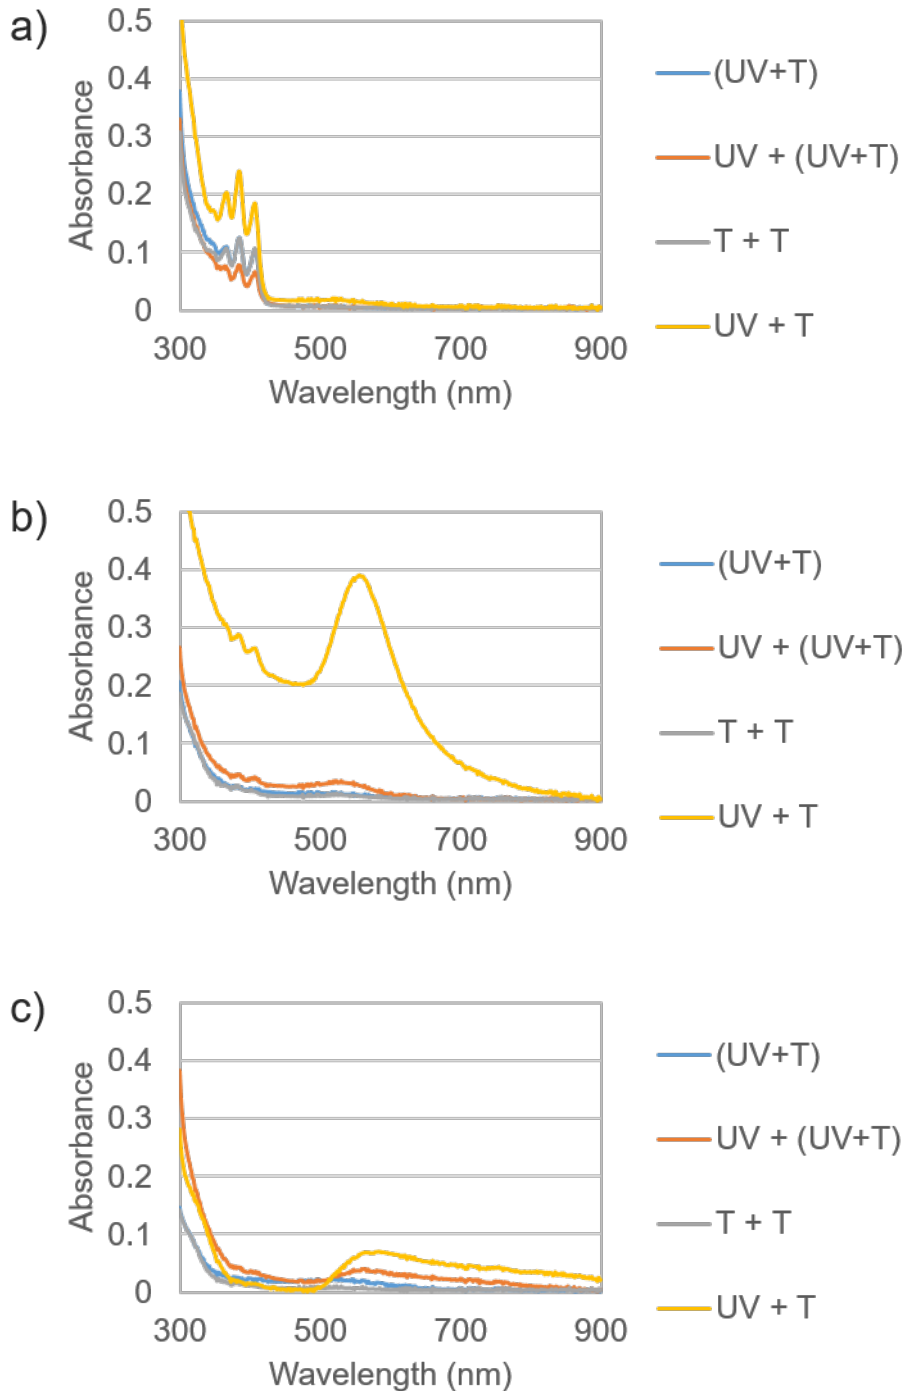 a)
0.5
0.4
0.3
0.2
0.1
0
Absorbance
300 500 700 900
Wavelength (nm)
(UV+T)
UV + (UV+T)
T + T
UV + T
b)
0.5
0.4
0.3
0.2
0.1
0
Absorbance
300 500 700 900
Wavelength (nm)
(UV+T)
UV + (UV+T)
T + T
UV + T
c)
0.5
0.4
0.3
0.2
0.1
0
Absorbance
300 500 700 900
Wavelength (nm)
(UV+T)
UV + (UV+T)
T + T
UV + T